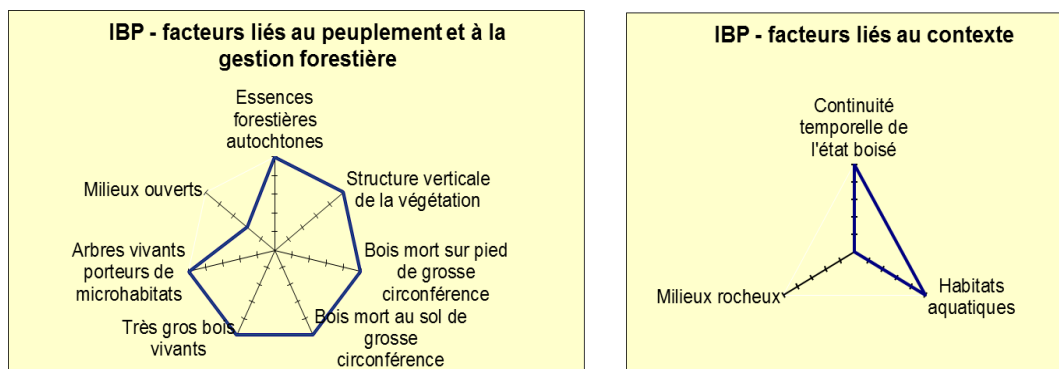 IBP - facteurs liés au peuplement et à la
gestion forestière
Essences
forestières
autochtones
Milieux ouverts
Structure verticale
de la végétation
Arbres vivants
porteurs de
microhabitats
Bois mort sur pied
de grosse
circonférence
Très gros bois
vivants
Bois mort au sol de
grosse
circonférence
IBP - facteurs liés au contexte
Continuité
temporelle de
l'état boisé
Milieux rocheux
Habitats
aquatiques